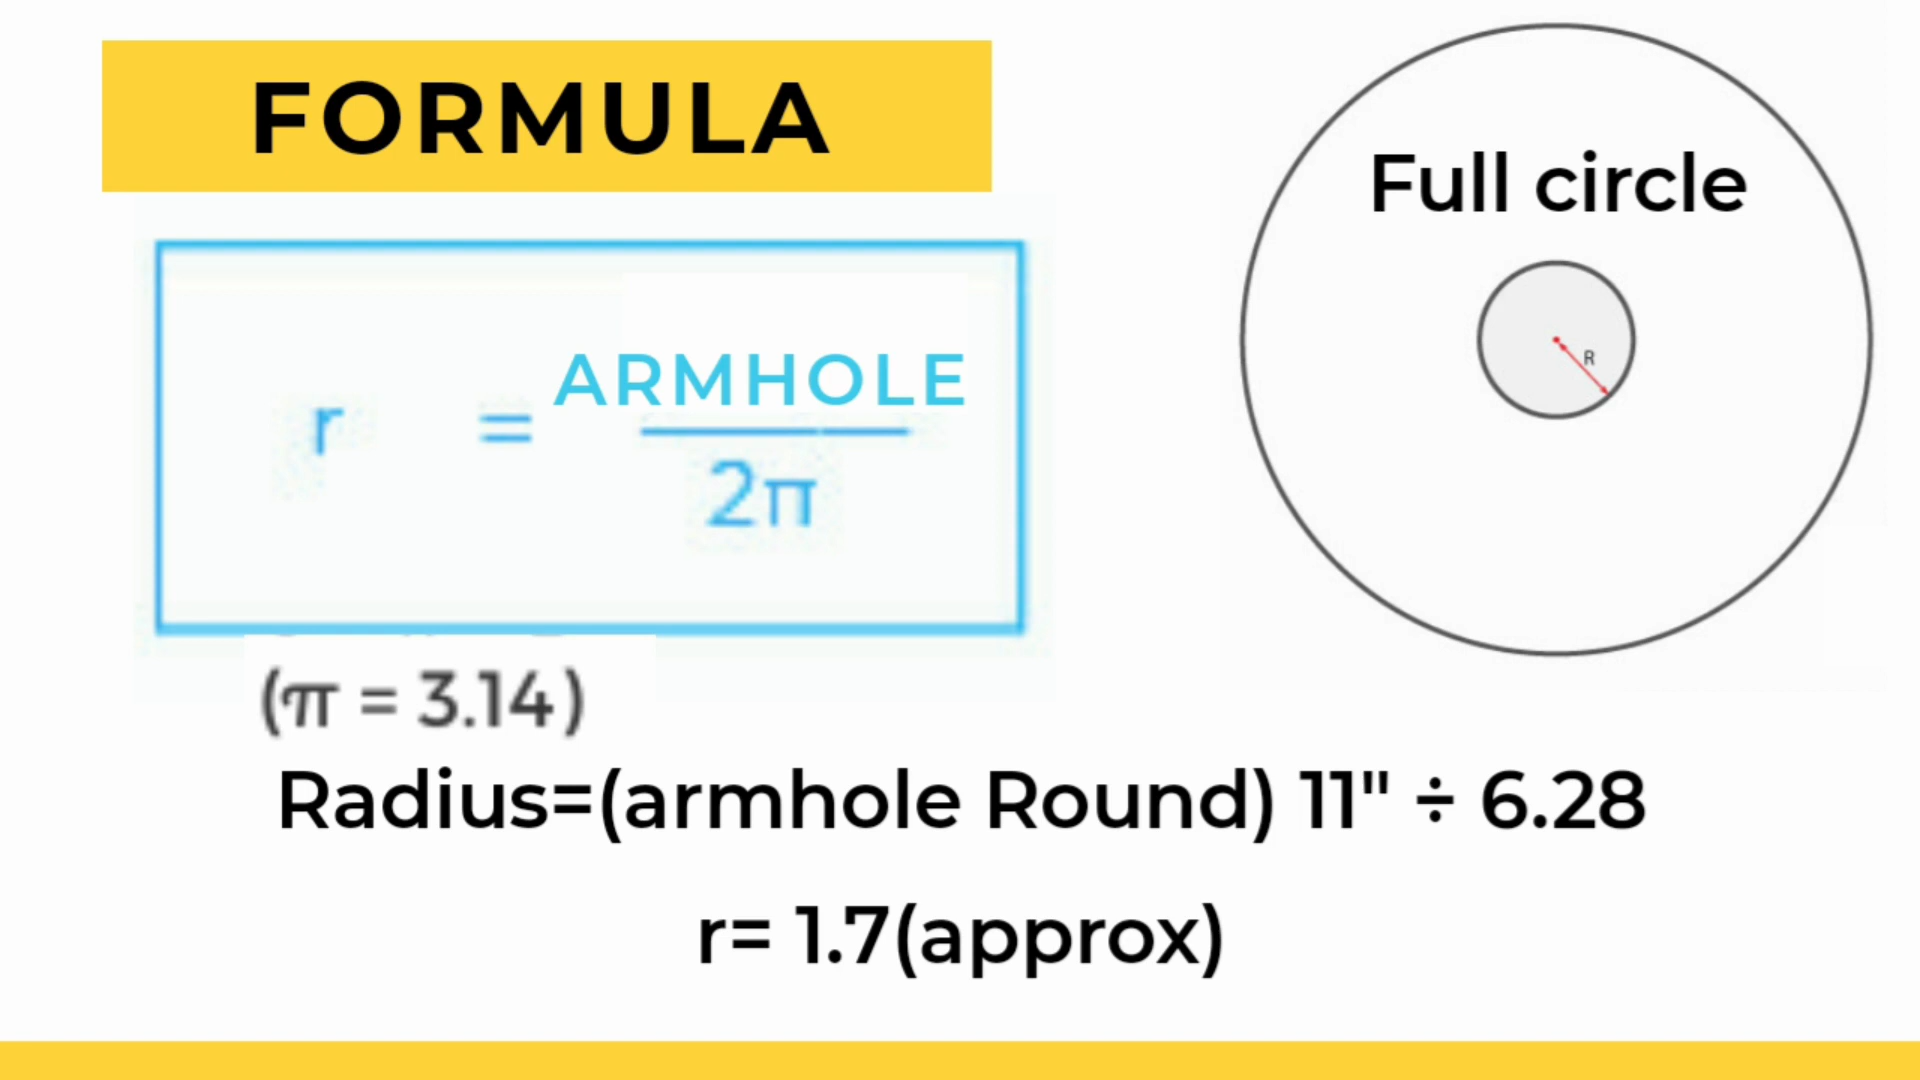 FORMULA
Full circle
R
r = ARMHOLE
2π
(π = 3.14)
Radius=(armhole Round) 11" ÷ 6.28
r= 1.7(approx)